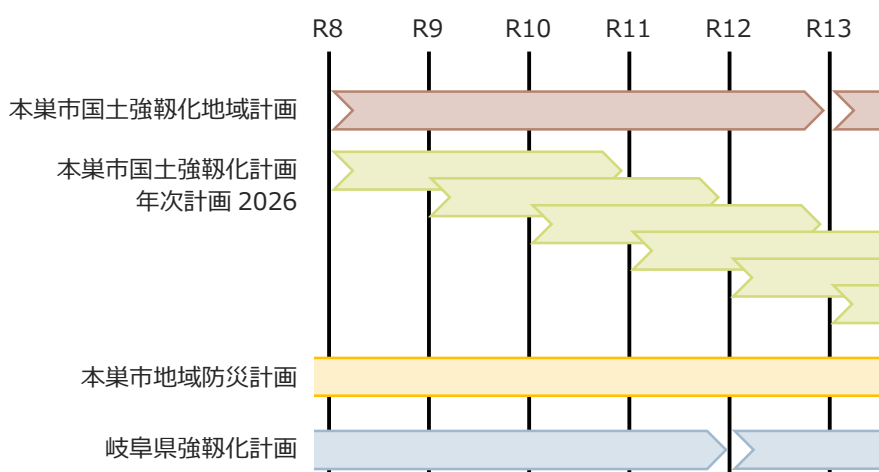 R8 R9 R10 R11 R12 R13
本巣市国土強靱化地域計画
本巣市国土強靱化計画
年次計画 2026
本巣市地域防災計画
岐阜県強靱化計画